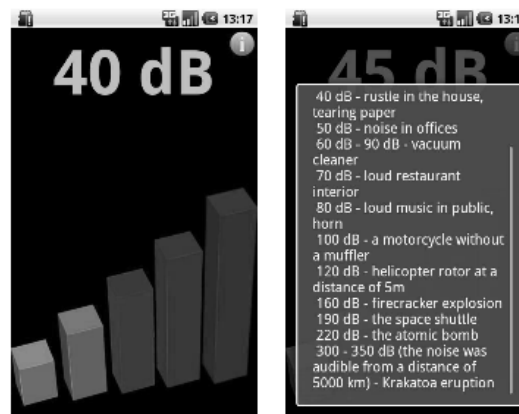 13:17
40 dB
13:1
45 dB
40 dB - rustle in the house,
tearing paper
50 dB - noise in offices
60 dB - 90 dB - vacuum
cleaner
70 dB - loud restaurant
interior
80 dB - loud music in public,
horn
100 dB - a motorcycle without
a muffler
120 dB - helicopter rotor at a
distance of 5m
160 dB - firecracker explosion
190 dB - the space shuttle
220 dB - the atomic bomb
300 - 350 dB (the noise was
audible from a distance of
5000 km) - Krakatoa eruption